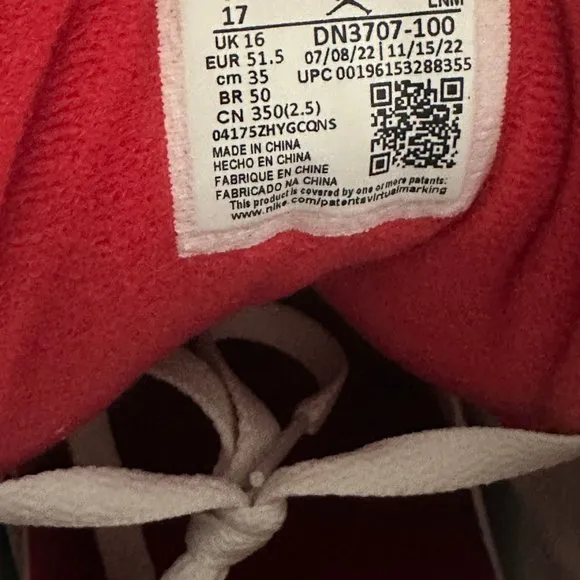 17 LNM
UK 16 DN3707-100
EUR 51.5 07/08/22 | 11/15/22
cm 35 UPC 00196153288355
BR 50
CN 350(2.5)
04175ZHYGCQNS
MADE IN CHINA
HECHO EN CHINA
FABRIQUE EN CHINE
FABRICADO NA CHINA
This product is covered by one or more patents:
www.nike.com/patentsvirtualmarking